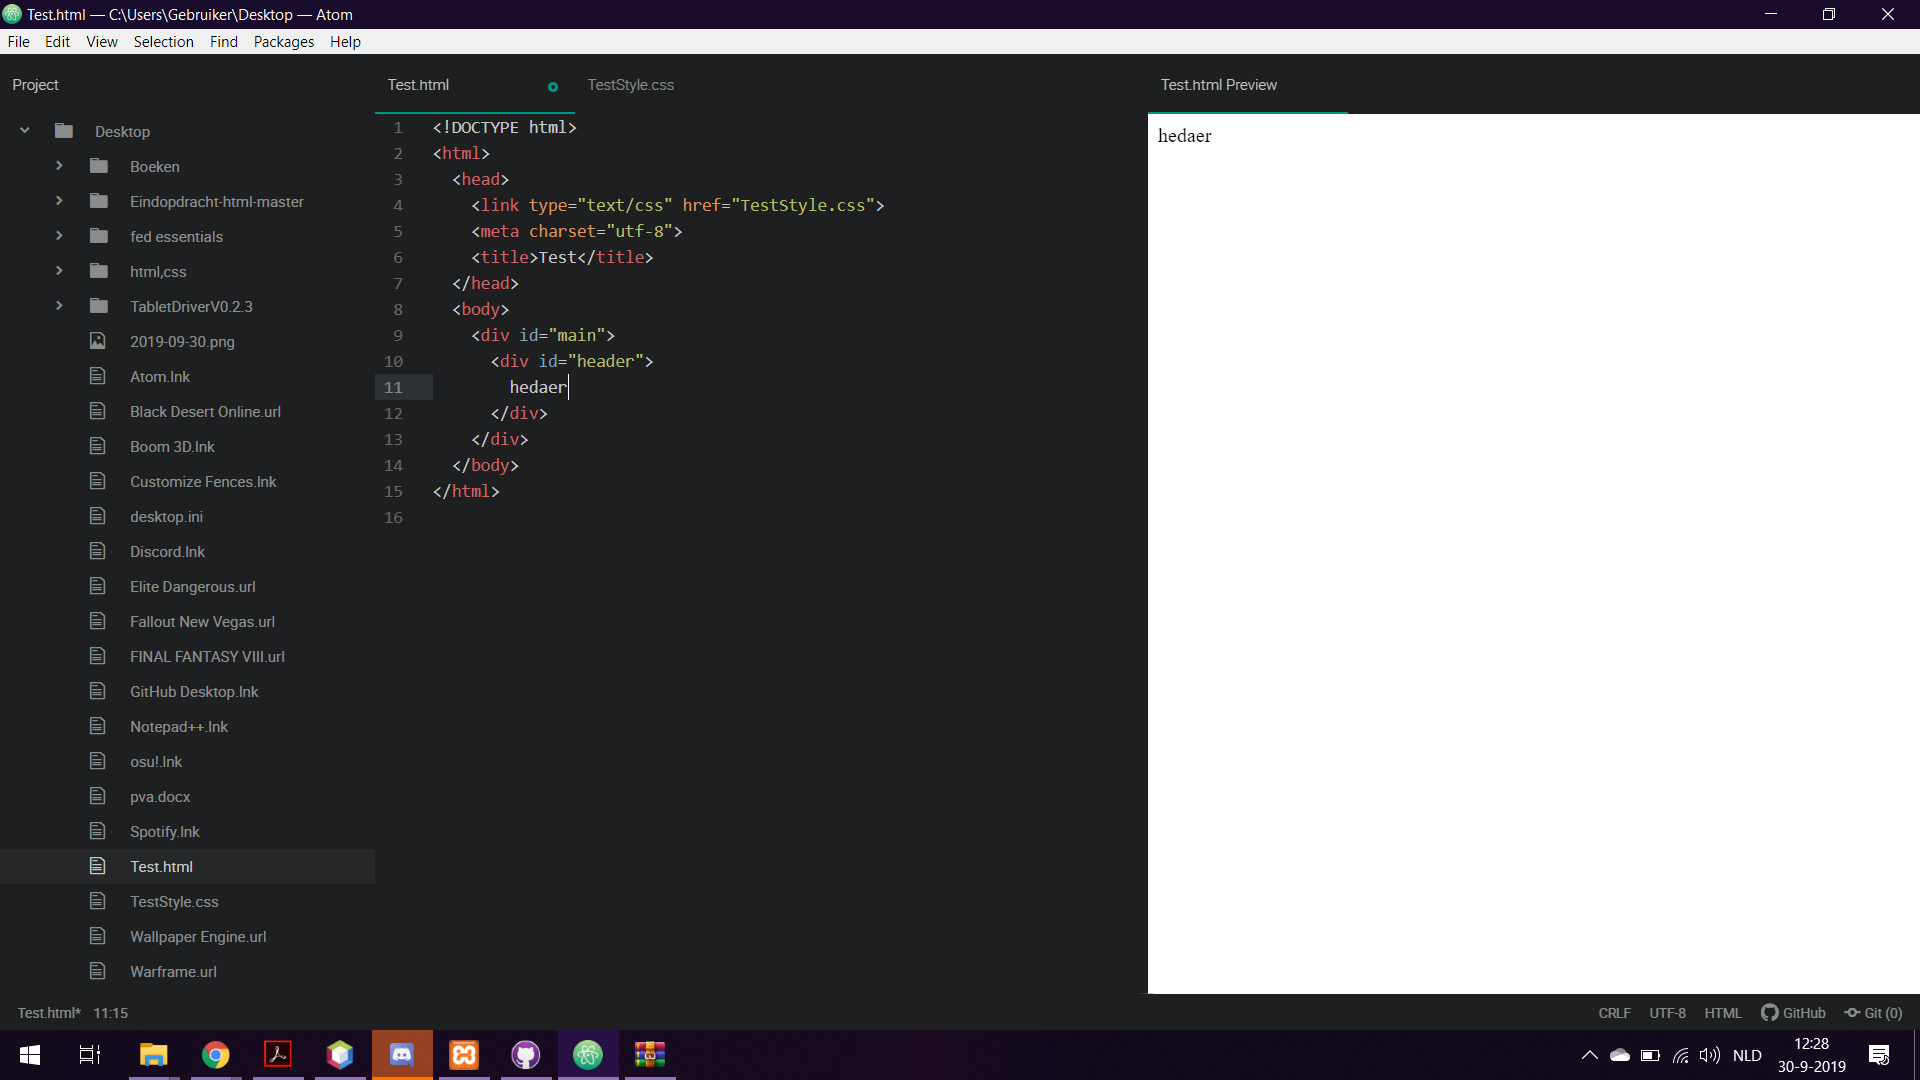 Test.html — C:\Users\Gebruiker\Desktop — Atom
File Edit View Selection Find Packages Help
Project
Desktop
Boeken
Eindopdracht-html-master
fed essentials
html,css
TabletDriverV0.2.3
2019-09-30.png
Atom.lnk
Black Desert Online.url
Boom 3D.lnk
Customize Fences.lnk
desktop.ini
Discord.lnk
Elite Dangerous.url
Fallout New Vegas.url
FINAL FANTASY VIII.url
GitHub Desktop.lnk
Notepad++.lnk
osu!.lnk
pva.docx
Spotify.lnk
Test.html
TestStyle.css
Wallpaper Engine.url
Warframe.url
Test.html TestStyle.css
1 <!DOCTYPE html>
2 <html>
3 <head>
4 <link type="text/css" href="TestStyle.css">
5 <meta charset="utf-8">
6 <title>Test</title>
7 </head>
8 <body>
9 <div id="main">
10 <div id="header">
11 hedaer
12 </div>
13 </div>
14 </body>
15 </html>
16
Test.html Preview
hedaer
Test.html* 11:15
CRLF UTF-8 HTML GitHub Git (0)
NLD
12:28
30-9-2019